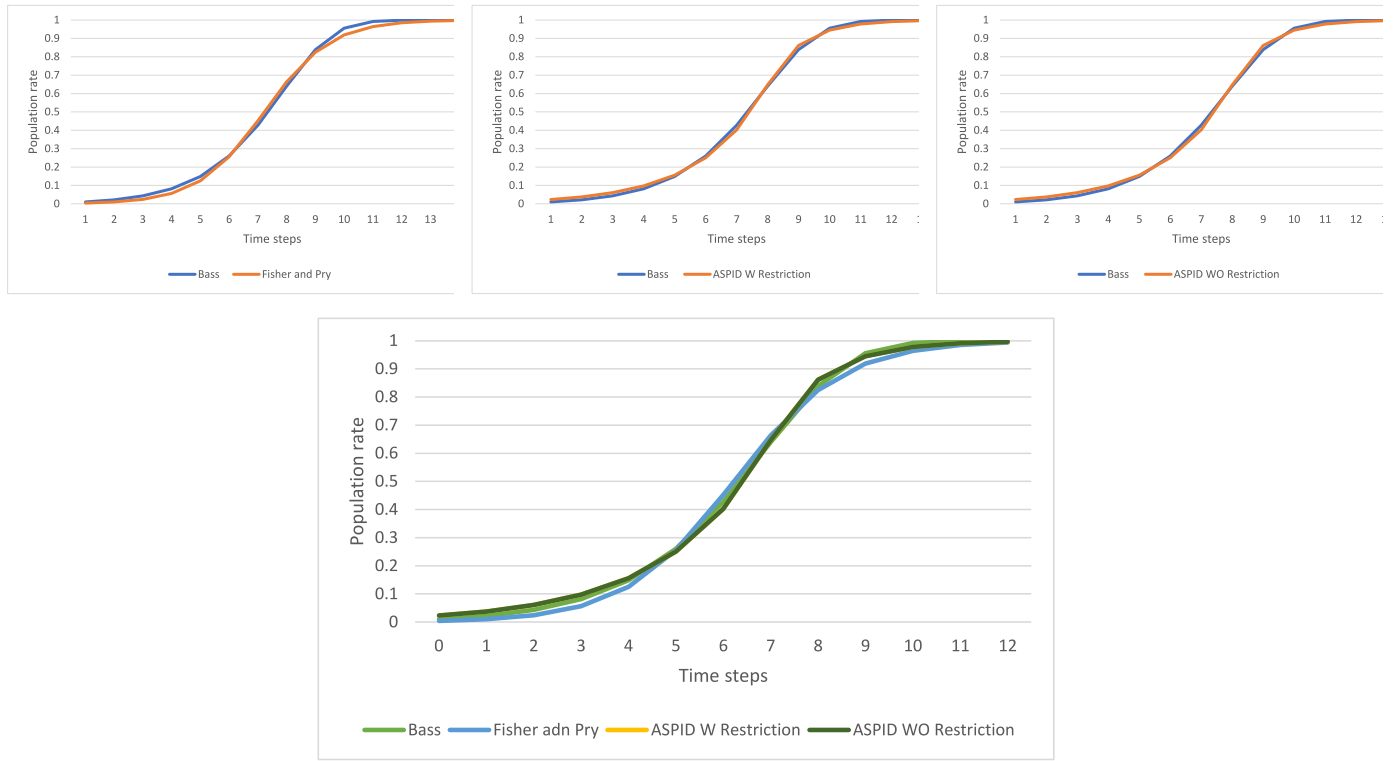 1
0.9
0.8
0.7
0.6
0.5
0.4
0.3
0.2
0.1
0
Population rate
1 2 3 4 5 6 7 8 9 10 11 12 13
Time steps
Bass Fisher and Pry
1
0.9
0.8
0.7
0.6
0.5
0.4
0.3
0.2
0.1
0
Population rate
1 2 3 4 5 6 7 8 9 10 11 12
Time steps
Bass ASPID W Restriction
1
0.9
0.8
0.7
0.6
0.5
0.4
0.3
0.2
0.1
0
Population rate
1 2 3 4 5 6 7 8 9 10 11 12
Time steps
Bass ASPID WO Restriction
1
0.9
0.8
0.7
0.6
0.5
0.4
0.3
0.2
0.1
0
Population rate
0 1 2 3 4 5 6 7 8 9 10 11 12
Time steps
Bass Fisher adn Pry ASPID W Restriction ASPID WO Restriction